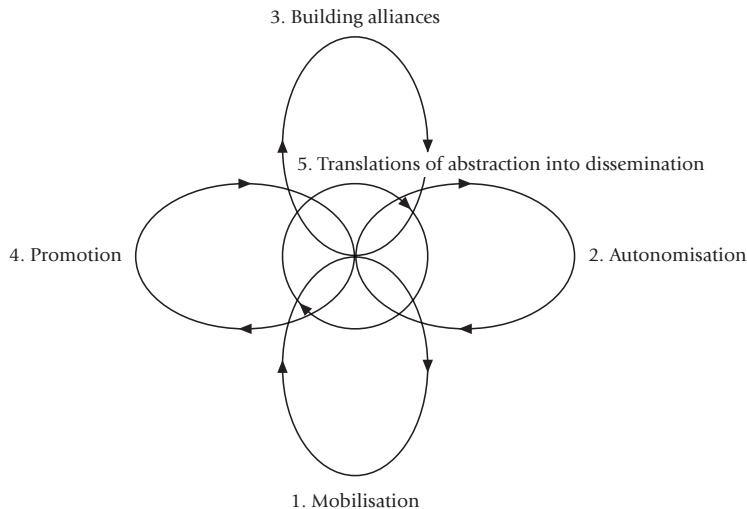 3. Building alliances
5. Translations of abstraction into dissemination
4. Promotion
2. Autonomisation
1. Mobilisation